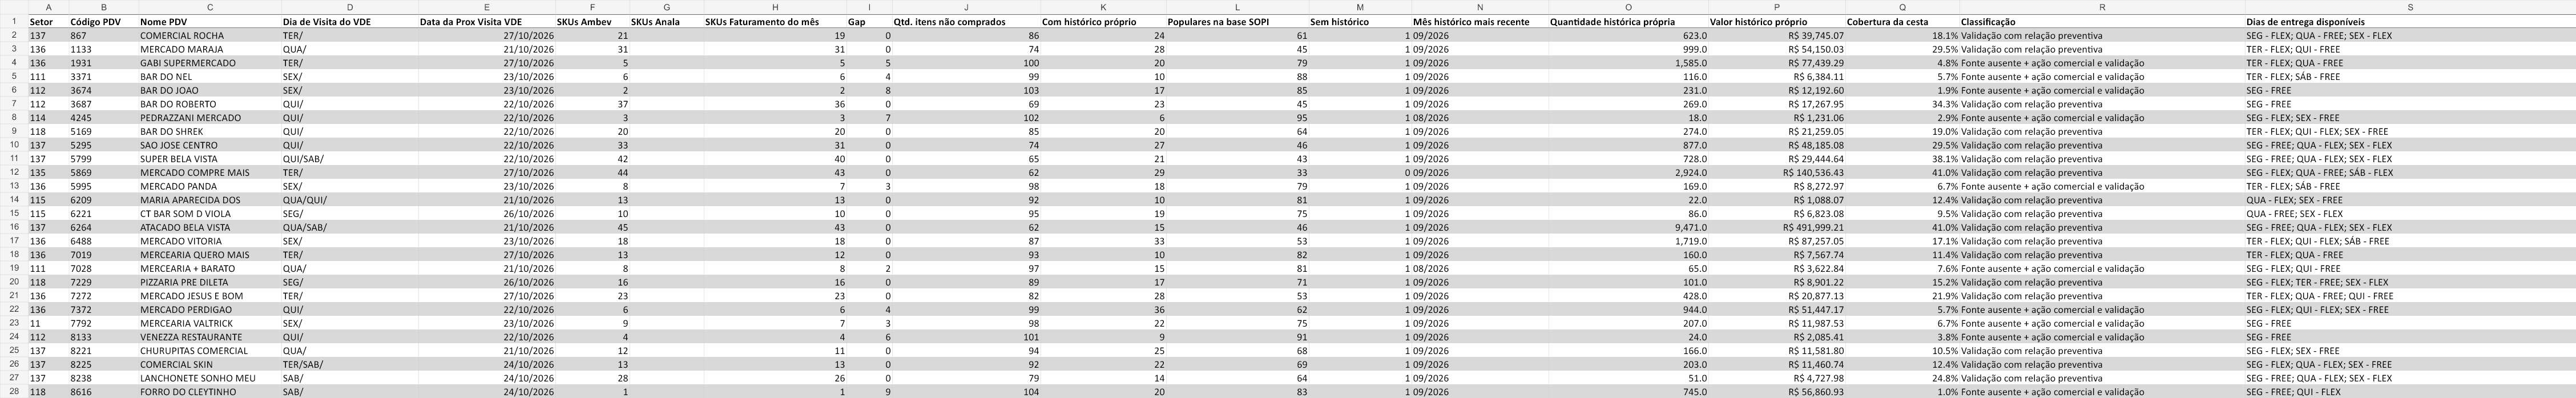 A B C D E F G H I J K L M N O P Q R S
1 Setor Código PDV Nome PDV Dia de Visita do VDE Data da Prox Visita VDE SKUs Ambev SKUs Anala SKUs Faturamento do mês Gap Qtd. itens não comprados Com histórico próprio Populares na base SOPI Sem histórico Mês histórico mais recente Quantidade histórica própria Valor histórico próprio Cobertura da cesta Classificação Dias de entrega disponíveis
2 137 867 COMERCIAL ROCHA TER/ 27/10/2026 21 19 0 86 24 61 1 09/2026 623.0 R$ 39,745.07 18.1% Validação com relação preventiva SEG - FLEX; QUA - FREE; SEX - FLEX
3 136 1133 MERCADO MARAJA QUA/ 21/10/2026 31 31 0 74 28 45 1 09/2026 999.0 R$ 54,150.03 29.5% Validação com relação preventiva TER - FLEX; QUI - FREE
4 136 1931 GABI SUPERMERCADO TER/ 27/10/2026 5 5 5 100 20 79 1 09/2026 1,585.0 R$ 77,439.29 4.8% Fonte ausente + ação comercial e validação TER - FLEX; QUA - FREE
5 111 3371 BAR DO NEL SEX/ 23/10/2026 6 6 4 99 10 88 1 09/2026 116.0 R$ 6,384.11 5.7% Fonte ausente + ação comercial e validação TER - FLEX; SÁB - FREE
6 112 3674 BAR DO JOAO SEX/ 23/10/2026 2 2 8 103 17 85 1 09/2026 231.0 R$ 12,192.60 1.9% Fonte ausente + ação comercial e validação SEG - FREE
7 112 3687 BAR DO ROBERTO QUI/ 22/10/2026 37 36 0 69 23 45 1 09/2026 269.0 R$ 17,267.95 34.3% Validação com relação preventiva SEG - FREE
8 114 4245 PEDRAZZANI MERCADO QUI/ 22/10/2026 3 3 7 102 6 95 1 08/2026 18.0 R$ 1,231.06 2.9% Fonte ausente + ação comercial e validação SEG - FLEX; SEX - FREE
9 118 5169 BAR DO SHREK QUI/ 22/10/2026 20 20 0 85 20 64 1 09/2026 274.0 R$ 21,259.05 19.0% Validação com relação preventiva TER - FLEX; QUI - FLEX; SEX - FREE
10 137 5295 SAO JOSE CENTRO QUI/ 22/10/2026 33 31 0 74 27 46 1 09/2026 877.0 R$ 48,185.08 29.5% Validação com relação preventiva SEG - FREE; QUA - FLEX; SEX - FLEX
11 137 5799 SUPER BELA VISTA QUI/SAB/ 22/10/2026 42 40 0 65 21 43 1 09/2026 728.0 R$ 29,444.64 38.1% Validação com relação preventiva SEG - FREE; QUA - FLEX; SEX - FLEX
12 135 5869 MERCADO COMPRE MAIS TER/ 27/10/2026 44 43 0 62 29 33 0 09/2026 2,924.0 R$ 140,536.43 41.0% Validação com relação preventiva SEG - FLEX; QUA - FREE; SÁB - FLEX
13 136 5995 MERCADO PANDA SEX/ 23/10/2026 8 7 3 98 18 79 1 09/2026 169.0 R$ 8,272.97 6.7% Fonte ausente + ação comercial e validação TER - FLEX; SÁB - FREE
14 115 6209 MARIA APARECIDA DOS QUA/QUI/ 21/10/2026 13 13 0 92 10 81 1 09/2026 22.0 R$ 1,088.07 12.4% Validação com relação preventiva QUA - FLEX; SEX - FREE
15 115 6221 CT BAR SOM D VIOLA SEG/ 26/10/2026 10 10 0 95 19 75 1 09/2026 86.0 R$ 6,823.08 9.5% Validação com relação preventiva QUA - FREE; SEX - FLEX
16 137 6264 ATACADO BELA VISTA QUA/SAB/ 21/10/2026 45 43 0 62 15 46 1 09/2026 9,471.0 R$ 491,999.21 41.0% Validação com relação preventiva SEG - FREE; QUA - FLEX; SEX - FLEX
17 136 6488 MERCADO VITORIA SEX/ 23/10/2026 18 18 0 87 33 53 1 09/2026 1,719.0 R$ 87,257.05 17.1% Validação com relação preventiva TER - FLEX; QUI - FLEX; SÁB - FREE
18 136 7019 MERCEARIA QUERO MAIS TER/ 27/10/2026 13 12 0 93 10 82 1 09/2026 160.0 R$ 7,567.74 11.4% Validação com relação preventiva TER - FLEX; QUA - FREE
19 111 7028 MERCEARIA + BARATO QUA/ 21/10/2026 8 8 2 97 15 81 1 08/2026 65.0 R$ 3,622.84 7.6% Fonte ausente + ação comercial e validação SEG - FLEX; QUI - FREE
20 118 7229 PIZZARIA PRE DILETA SEG/ 26/10/2026 16 16 0 89 17 71 1 09/2026 101.0 R$ 8,901.22 15.2% Validação com relação preventiva SEG - FLEX; TER - FREE; SEX - FLEX
21 136 7272 MERCADO JESUS E BOM TER/ 27/10/2026 23 23 0 82 28 53 1 09/2026 428.0 R$ 20,877.13 21.9% Validação com relação preventiva TER - FLEX; QUA - FREE; QUI - FREE
22 136 7372 MERCADO PERDIGAO QUI/ 22/10/2026 6 6 4 99 36 62 1 09/2026 944.0 R$ 51,447.17 5.7% Fonte ausente + ação comercial e validação SEG - FLEX; QUI - FLEX; SEX - FREE
23 11 7792 MERCEARIA VALTRICK SEX/ 23/10/2026 9 7 3 98 22 75 1 09/2026 207.0 R$ 11,987.53 6.7% Fonte ausente + ação comercial e validação SEG - FREE
24 112 8133 VENEZZA RESTAURANTE QUI/ 22/10/2026 4 4 6 101 9 91 1 09/2026 24.0 R$ 2,085.41 3.8% Fonte ausente + ação comercial e validação SEG - FREE
25 137 8221 CHURUPITAS COMERCIAL QUA/ 21/10/2026 12 11 0 94 25 68 1 09/2026 166.0 R$ 11,581.80 10.5% Validação com relação preventiva SEG - FLEX; SEX - FREE
26 137 8225 COMERCIAL SKIN TER/SAB/ 24/10/2026 13 13 0 92 22 69 1 09/2026 203.0 R$ 11,460.74 12.4% Validação com relação preventiva SEG - FLEX; QUA - FLEX; SEX - FREE
27 137 8238 LANCHONETE SONHO MEU SAB/ 24/10/2026 28 26 0 79 14 64 1 09/2026 51.0 R$ 4,727.98 24.8% Validação com relação preventiva SEG - FREE; QUA - FLEX; SEX - FLEX
28 118 8616 FORRO DO CLEYTINHO SAB/ 24/10/2026 1 1 9 104 20 83 1 09/2026 745.0 R$ 56,860.93 1.0% Fonte ausente + ação comercial e validação SEG - FREE; QUI - FLEX